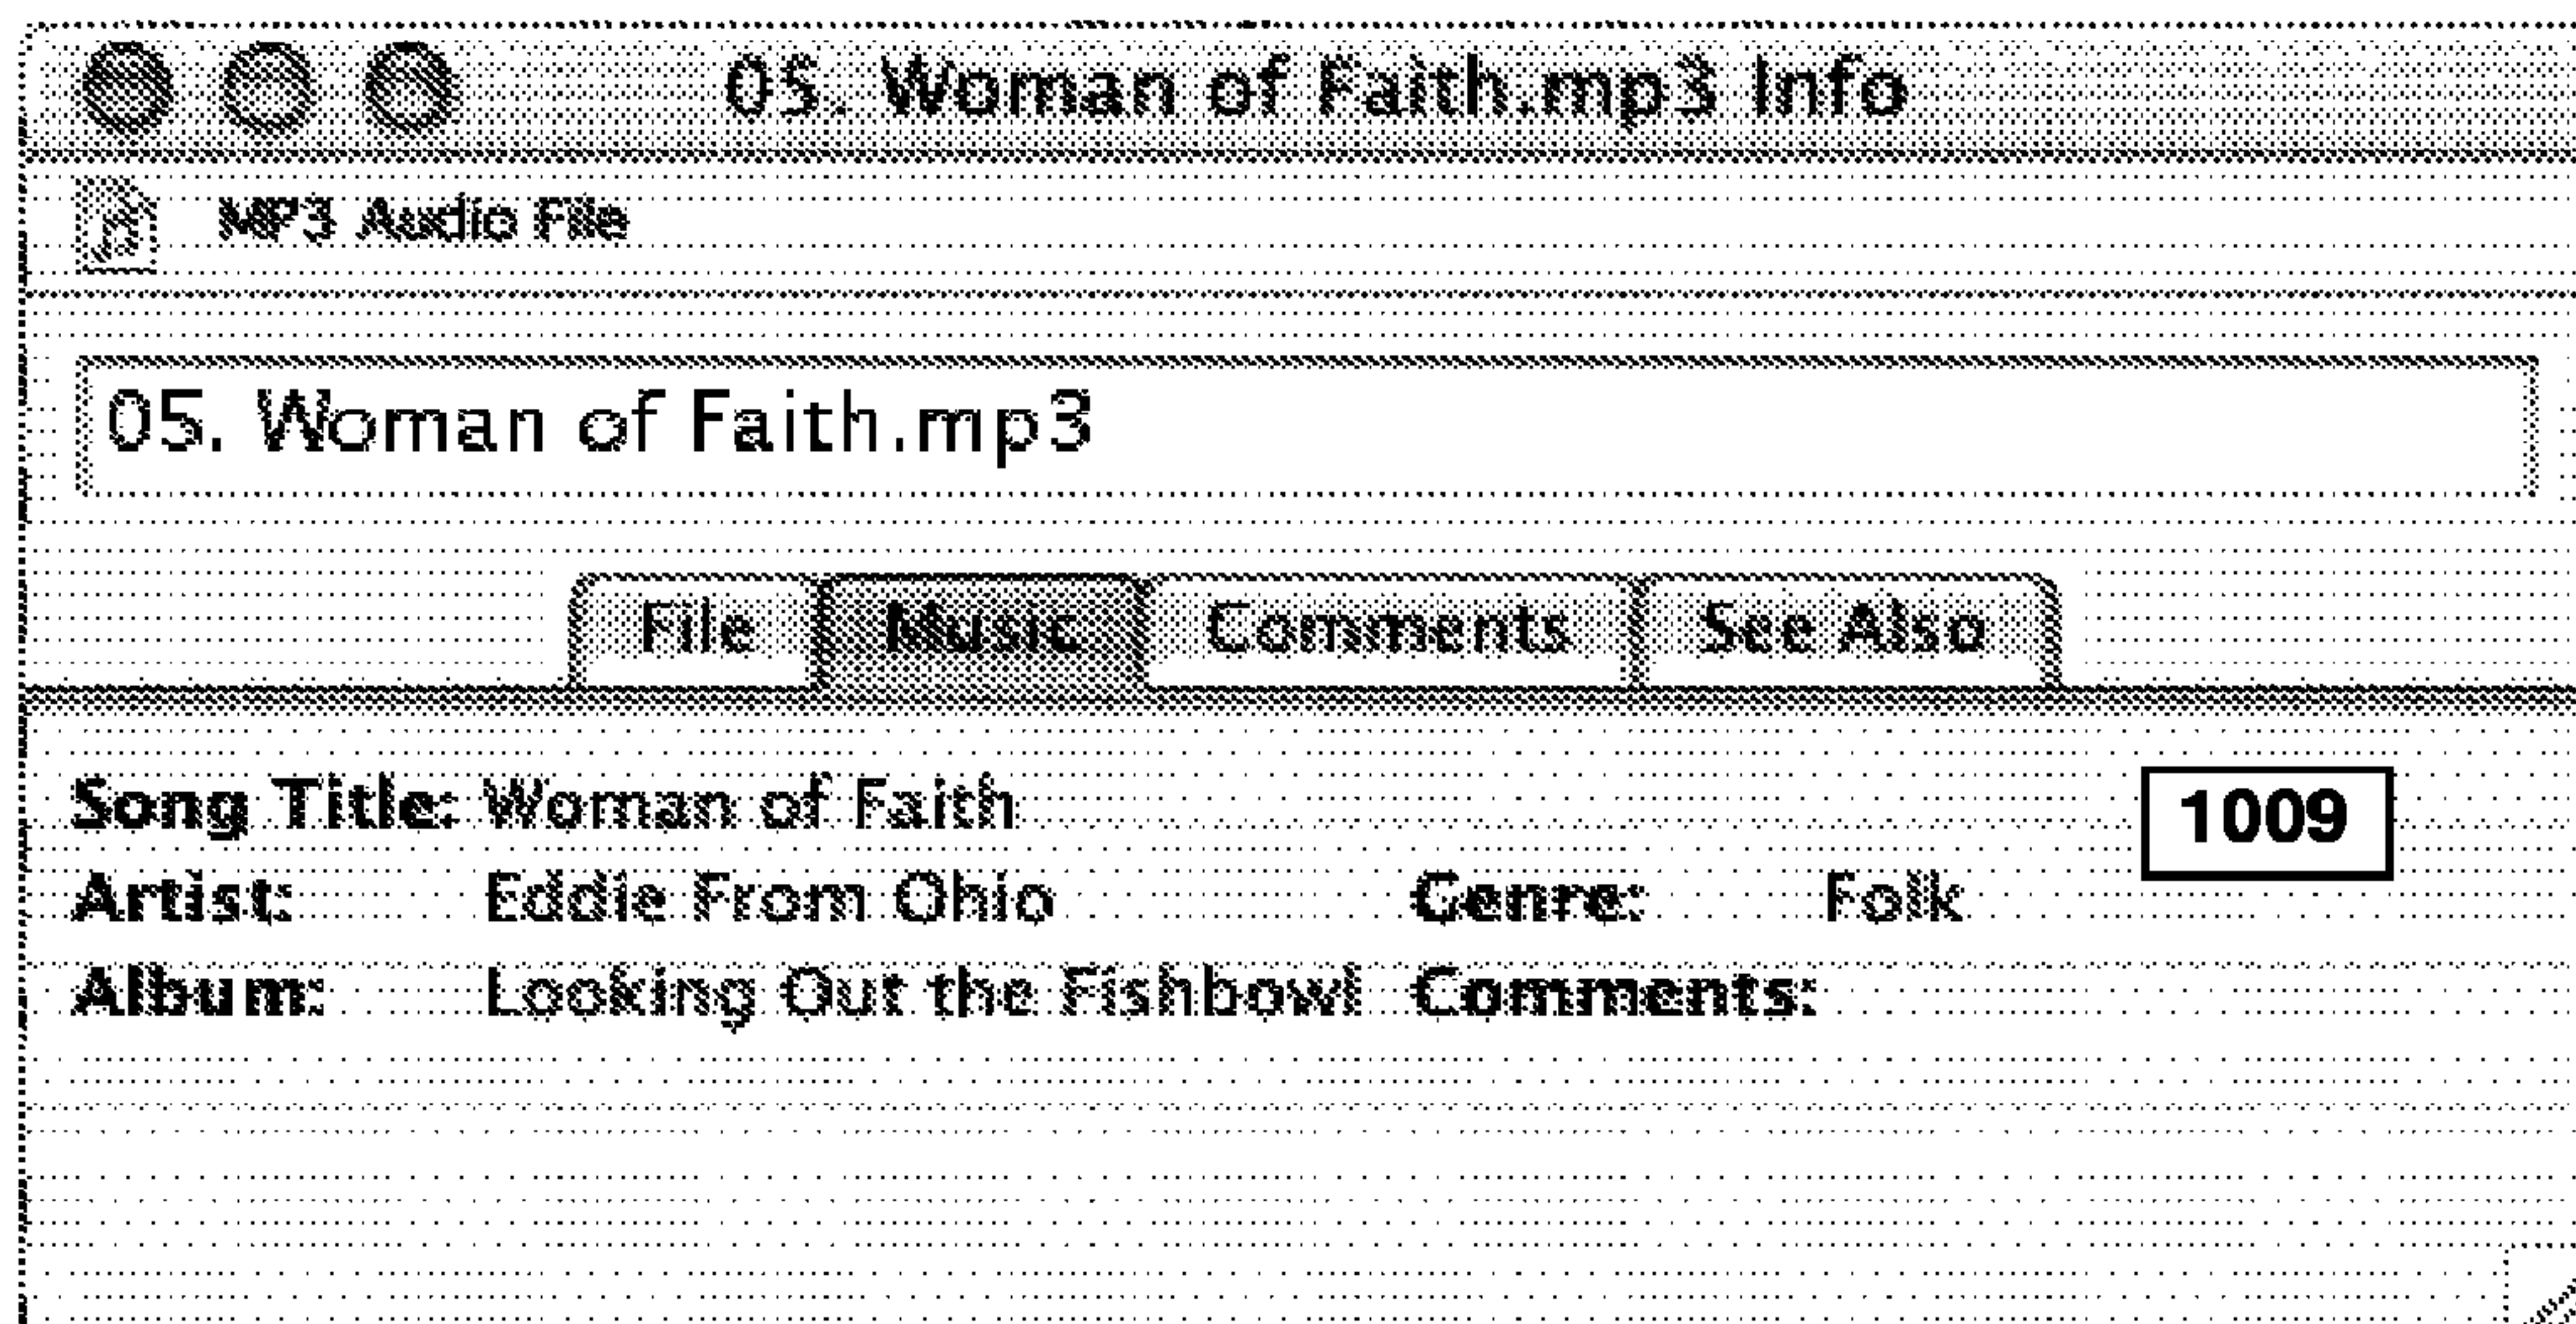 05. Woman of Faith.mp3 Info
MP3 Audio File
05. Woman of Faith.mp3
File Music Comments See Also
Song Title: Woman of Faith
1009
Artist: Eddie From Ohio Genre: Folk
Album: Looking Out the Fishbowl Comments: